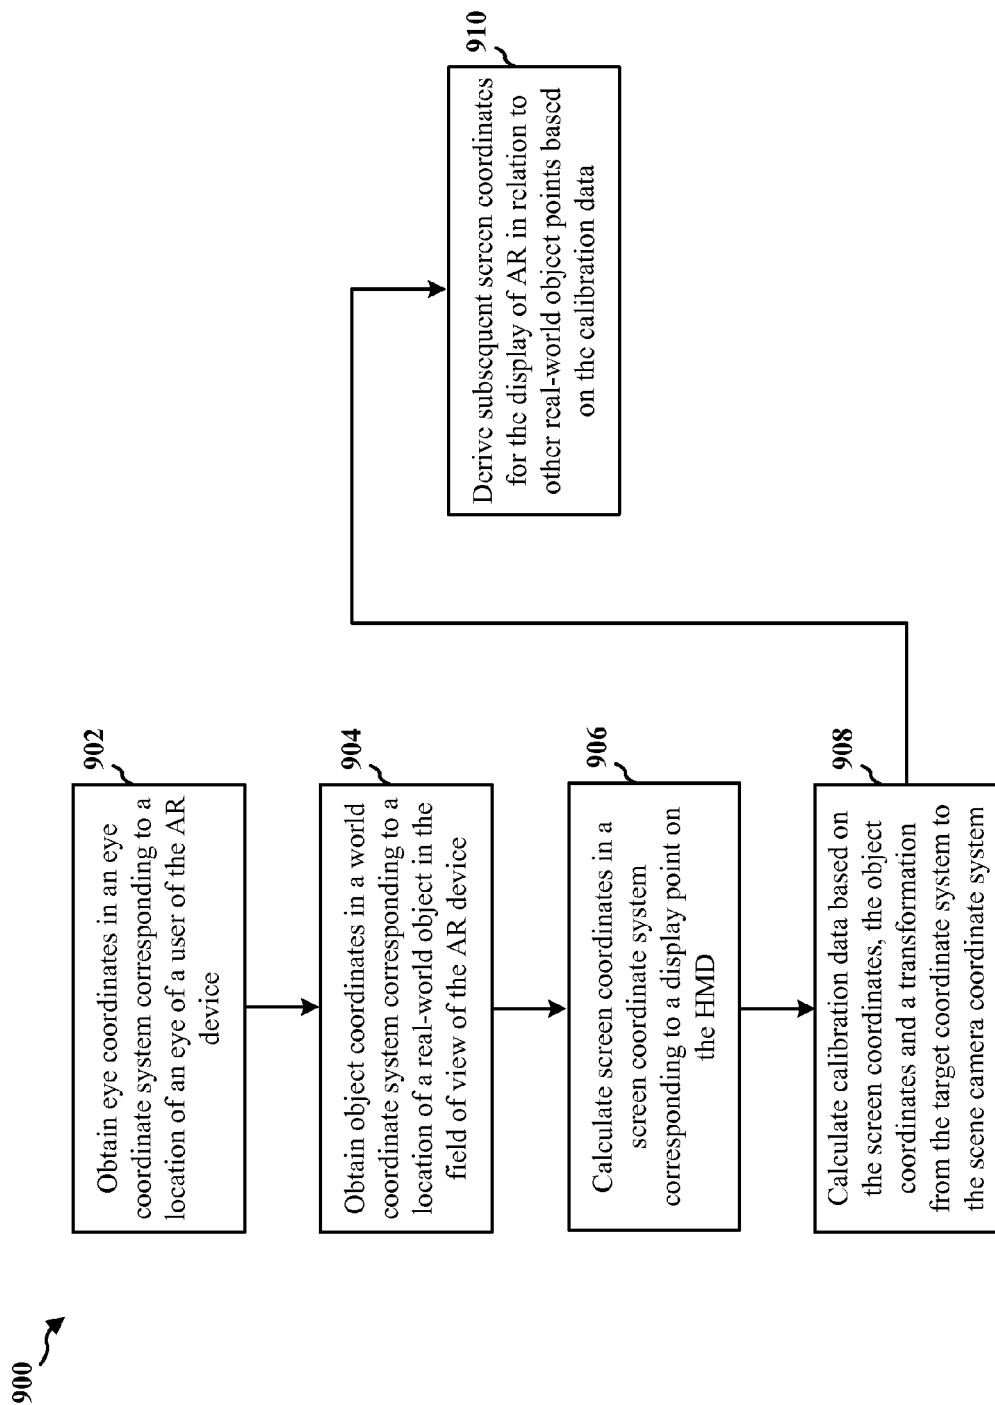 900
902
Obtain eye coordinates in an eye
coordinate system corresponding to a
location of an eye of a user of the AR
device
904
Obtain object coordinates in a world
coordinate system corresponding to a
location of a real-world object in the
field of view of the AR device
906
Calculate screen coordinates in a
screen coordinate system
corresponding to a display point on
the HMD
908
Calculate calibration data based on
the screen coordinates, the object
coordinates and a transformation
from the target coordinate system to
the scene camera coordinate system
910
Derive subsequent screen coordinates
for the display of AR in relation to
other real-world object points based
on the calibration data